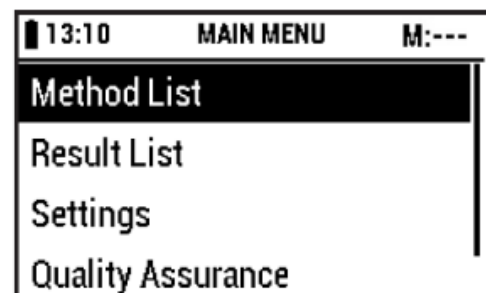 13:10 MAIN MENU M:---
Method List
Result List
Settings
Quality Assurance